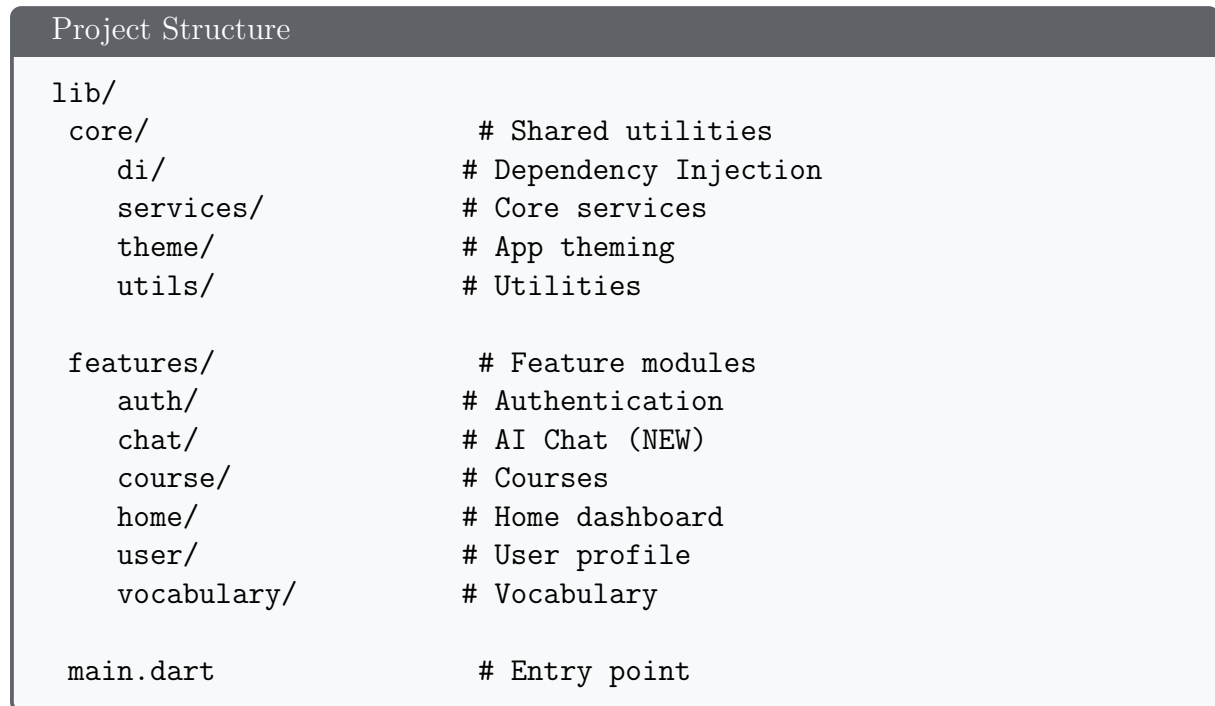 Project Structure
lib/
 core/                    # Shared utilities
    di/                  # Dependency Injection
    services/            # Core services
    theme/               # App theming
    utils/               # Utilities
 features/                # Feature modules
    auth/                # Authentication
    chat/                # AI Chat (NEW)
    course/              # Courses
    home/                # Home dashboard
    user/                # User profile
    vocabulary/          # Vocabulary
 main.dart                # Entry point